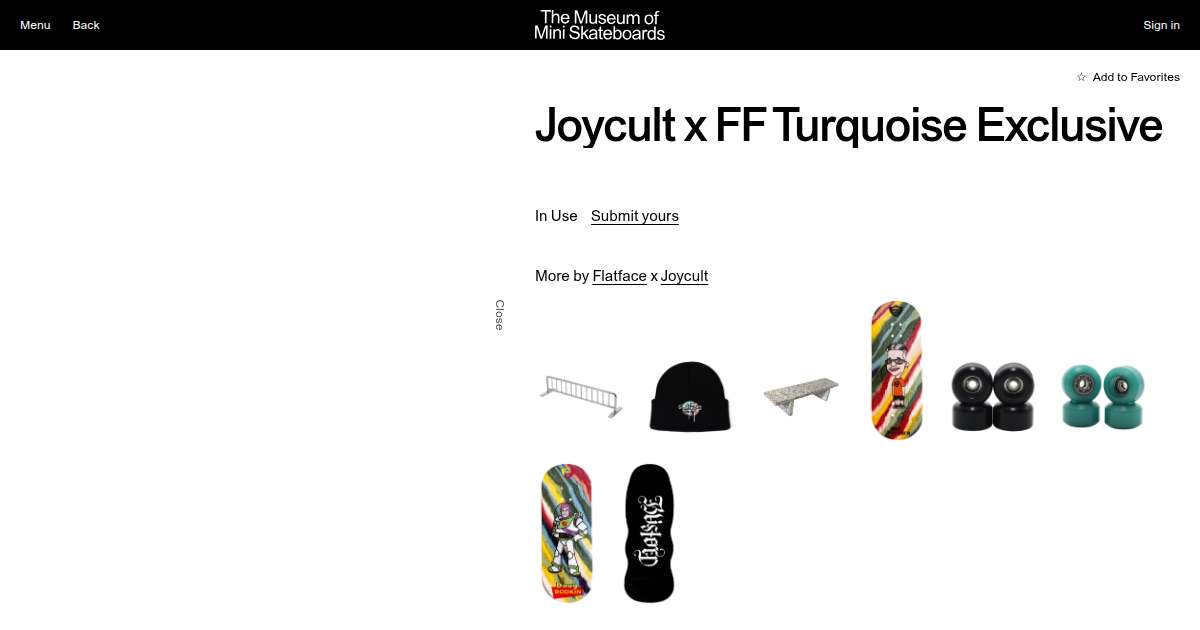 Menu Back
The Museum of
Mini Skateboards
Sign in
☆ Add to Favorites
Joycult x FF Turquoise Exclusive
In Use Submit yours
More by Flatface x Joycult
Close
BODKIN